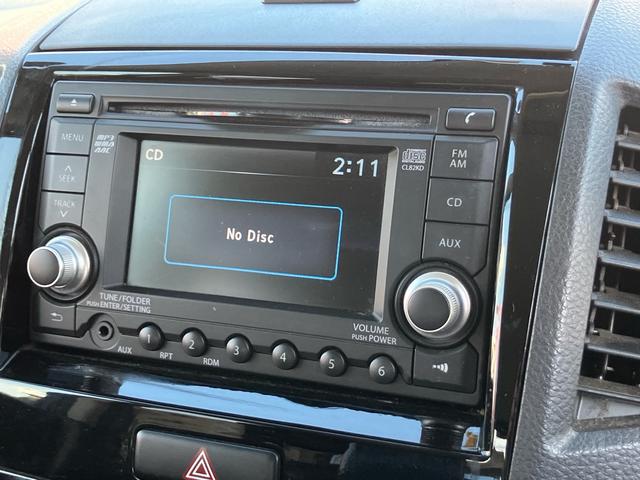 MENU
MP3
WMA
AAC
CD
2:11
disc
CL82KD
FM
AM
SEEK
No Disc
CD
TRACK
AUX
TUNE/FOLDER
PUSH ENTER/SETTING
VOLUME
PUSH POWER
1 2 3 4 5 6
AUX RPT RDM